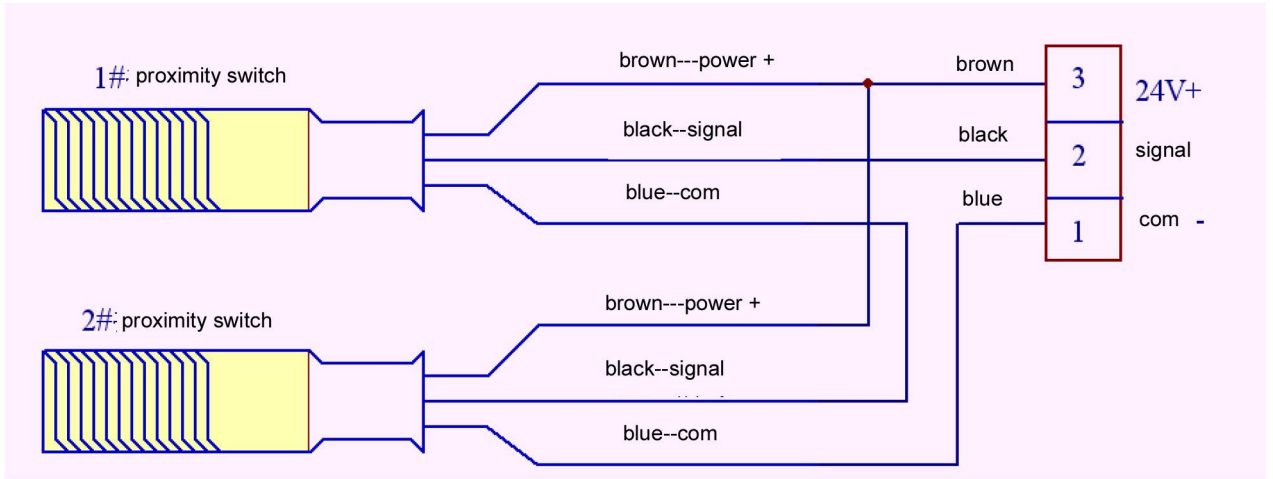 1#: proximity switch
brown---power +
brown
3
24V+
black--signal
black
2
signal
blue--com
blue
1
com -
2#: proximity switch
brown---power +
black--signal
blue--com